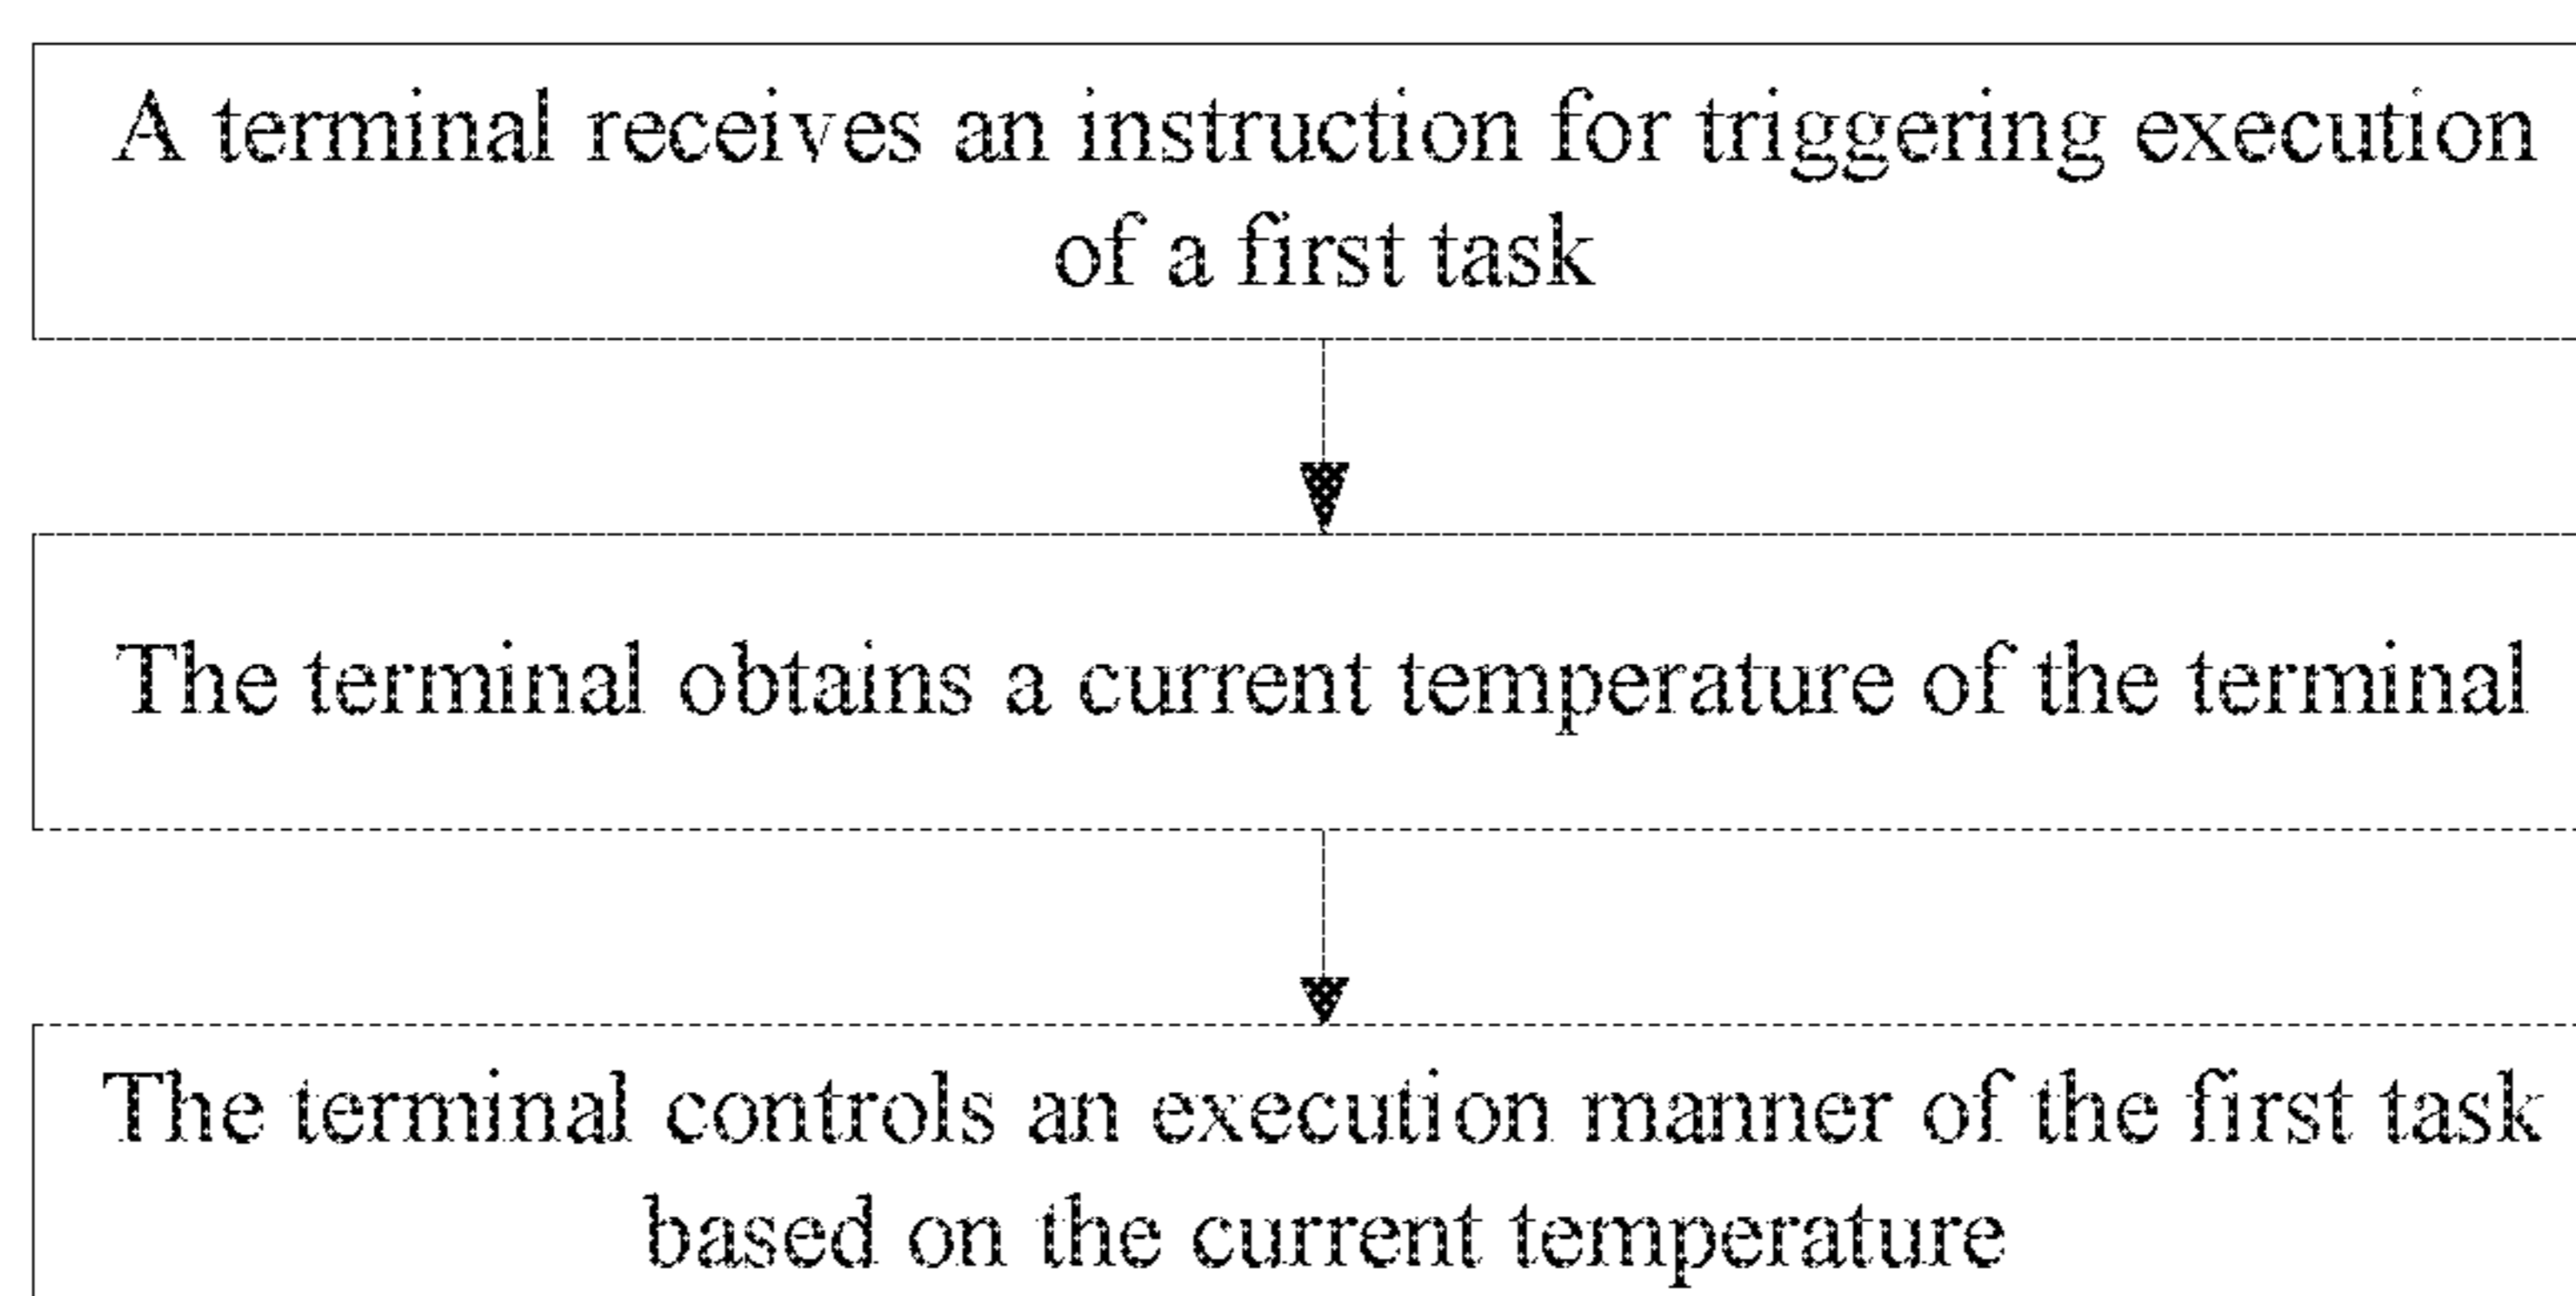 A terminal receives an instruction for triggering execution
of a first task
The terminal obtains a current temperature of the terminal
The terminal controls an execution manner of the first task
based on the current temperature